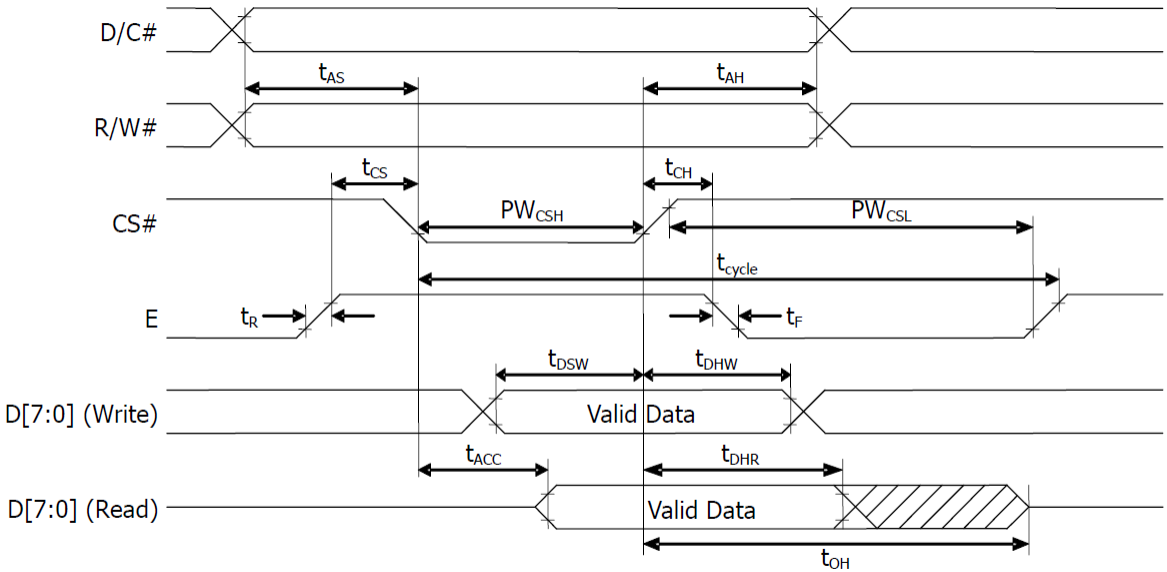 D/C#
tAS
tAH
R/W#
tCS
tCH
CS#
PWCSH
PWCSL
tcycle
E
tR
tF
tDSW
tDHW
D[7:0] (Write)
Valid Data
tACC
tDHR
D[7:0] (Read)
Valid Data
tOH